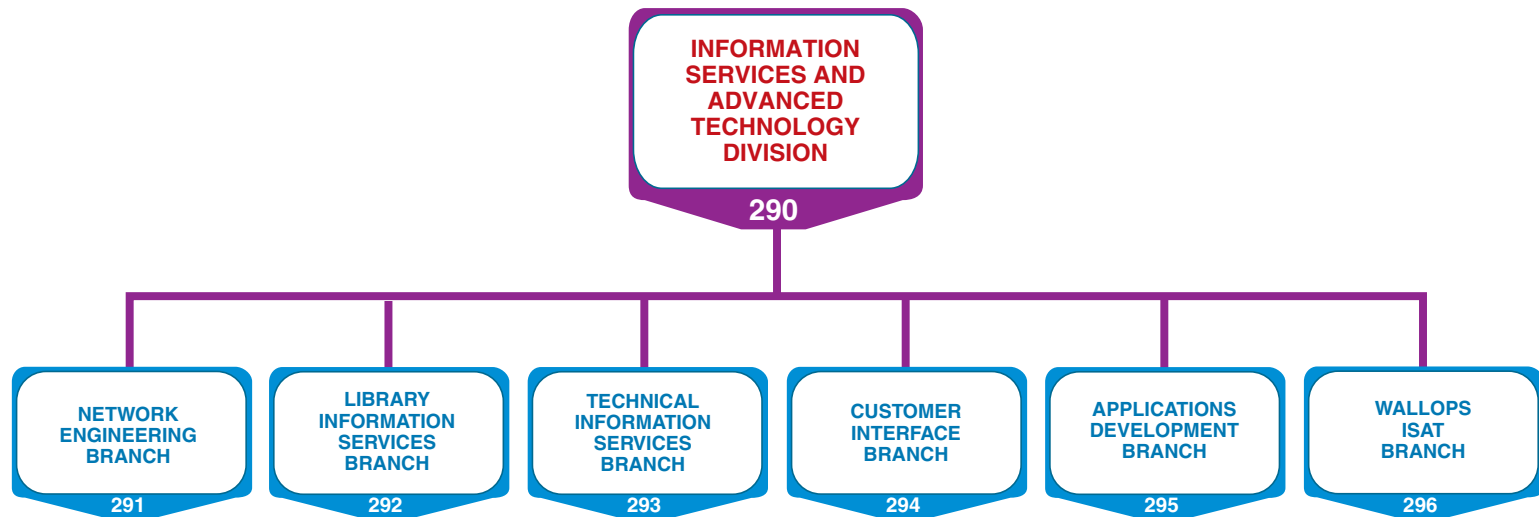 INFORMATION
SERVICES AND
ADVANCED
TECHNOLOGY
DIVISION
290
NETWORK
ENGINEERING
BRANCH
291
LIBRARY
INFORMATION
SERVICES
BRANCH
292
TECHNICAL
INFORMATION
SERVICES
BRANCH
293
CUSTOMER
INTERFACE
BRANCH
294
APPLICATIONS
DEVELOPMENT
BRANCH
295
WALLOPS
ISAT
BRANCH
296